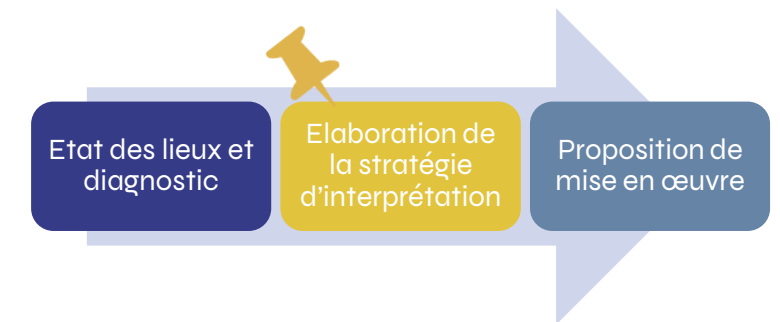 Etat des lieux et
diagnostic
Elaboration de
la stratégie
d'interprétation
Proposition de
mise en œuvre